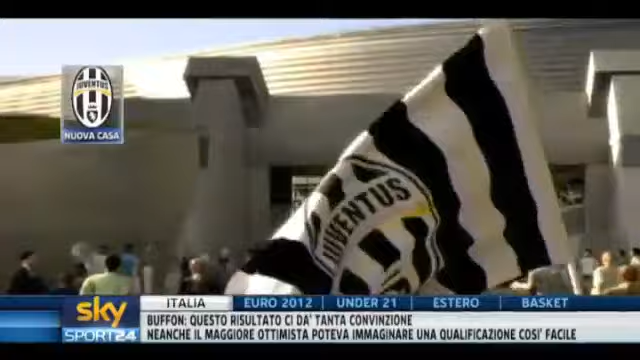 JUVENTUS
NUOVA CASA
JUVENTUS
ITALIA
EURO 2012
UNDER 21
ESTERO
BASKET
sky
SPORT24
BUFFON: QUESTO RISULTATO CI DA' TANTA CONVINZIONE
NEANCHE IL MAGGIORE OTTIMISTA POTEVA IMMAGINARE UNA QUALIFICAZIONE COSI' FACILE